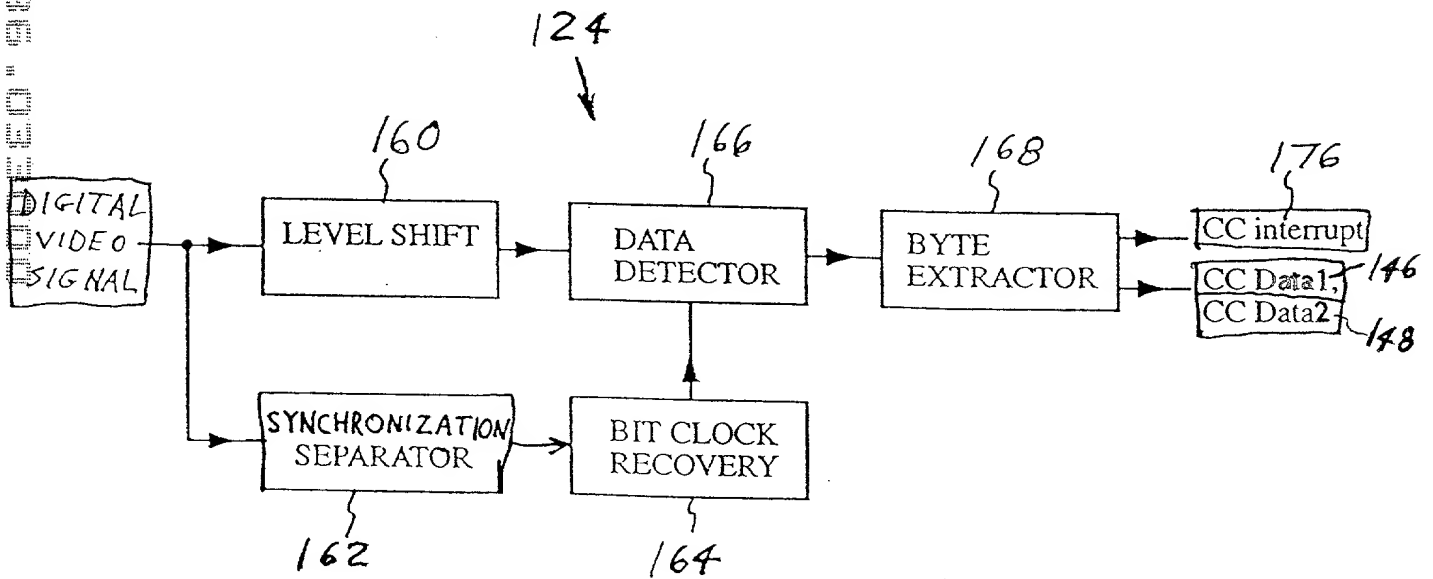 124
160
166
168
176
DIGITAL
VIDEO
SIGNAL
LEVEL SHIFT
DATA
DETECTOR
BYTE
EXTRACTOR
CC interrupt
CC Data1,
CC Data2
146
148
SYNCHRONIZATION
SEPARATOR
BIT CLOCK
RECOVERY
162
164